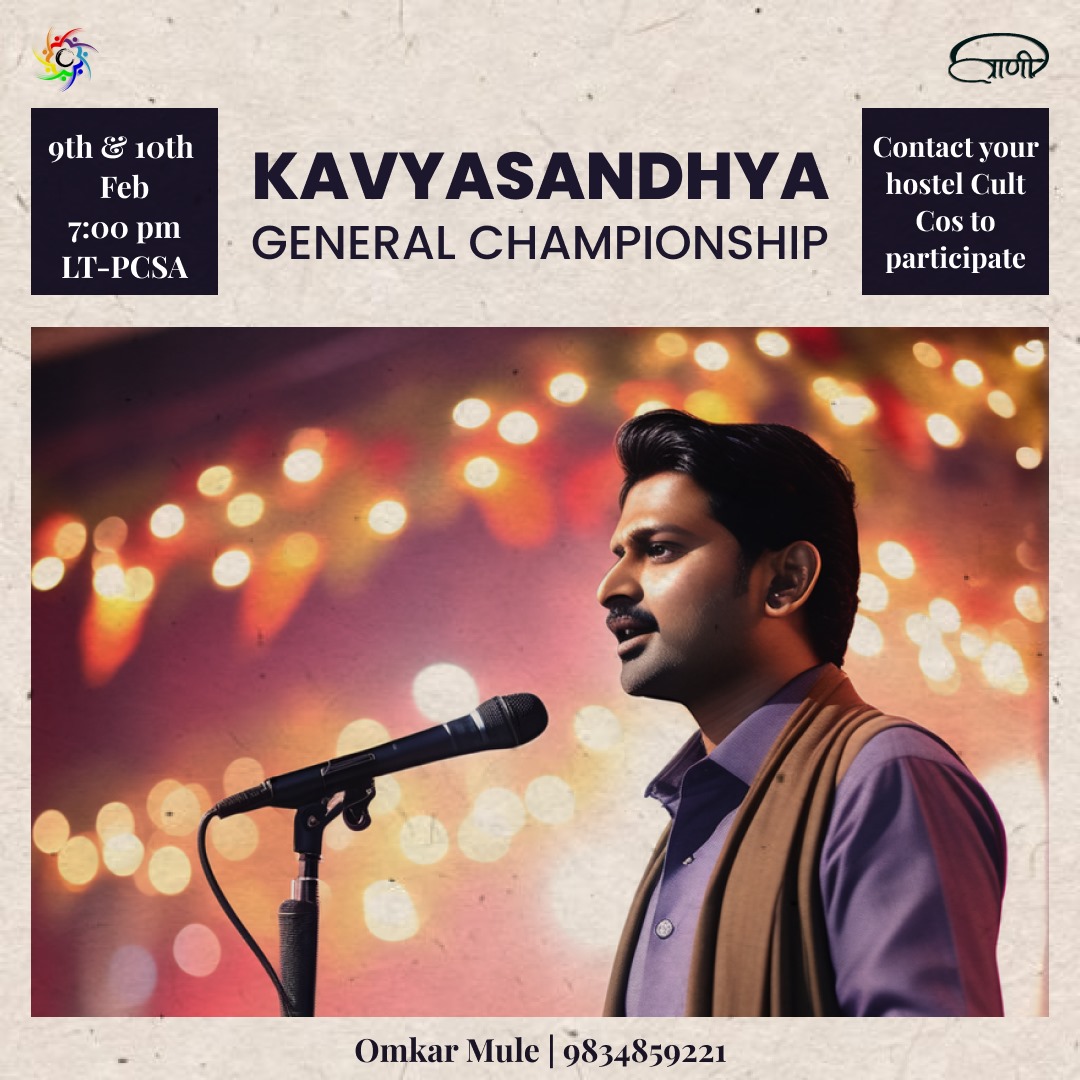 C
वाणी
9th & 10th
Feb
7:00 pm
LT-PCSA
KAVYASANDHYA
GENERAL CHAMPIONSHIP
Contact your
hostel Cult
Cos to
participate
Omkar Mule | 9834859221